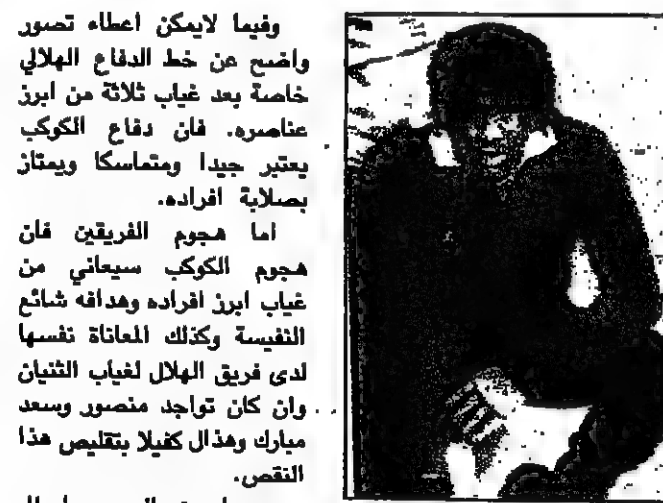 وفيما لايمكن اعطاء تصور
واضح عن خط الدفاع الهلالي
خاصة بعد غياب ثلاثة من ابرز
عناصره. فان دفاع الكوكب
يعتبر جيدا ومتماسكا ويمتاز
بصلابة افراده.
اما هجوم الفريقين فان
هجوم الكوكب سيعاني من
غياب ابرز افراده وهدافه شائع
النفيسة وكذلك المعاناة نفسها
لدى فريق الهلال لغياب الثنيان
وان كان تواجد منصور وسعد
مبارك وهذال كفيلا بتقليص هذا
النقص.